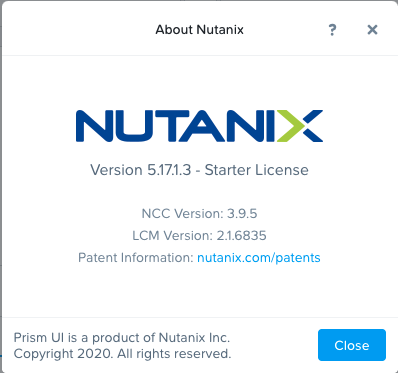 About Nutanix
?
NUTANIX
Version 5.17.1.3 - Starter License
NCC Version: 3.9.5
LCM Version: 2.1.6835
Patent Information: nutanix.com/patents
Prism UI is a product of Nutanix Inc.
Copyright 2020. All rights reserved.
Close